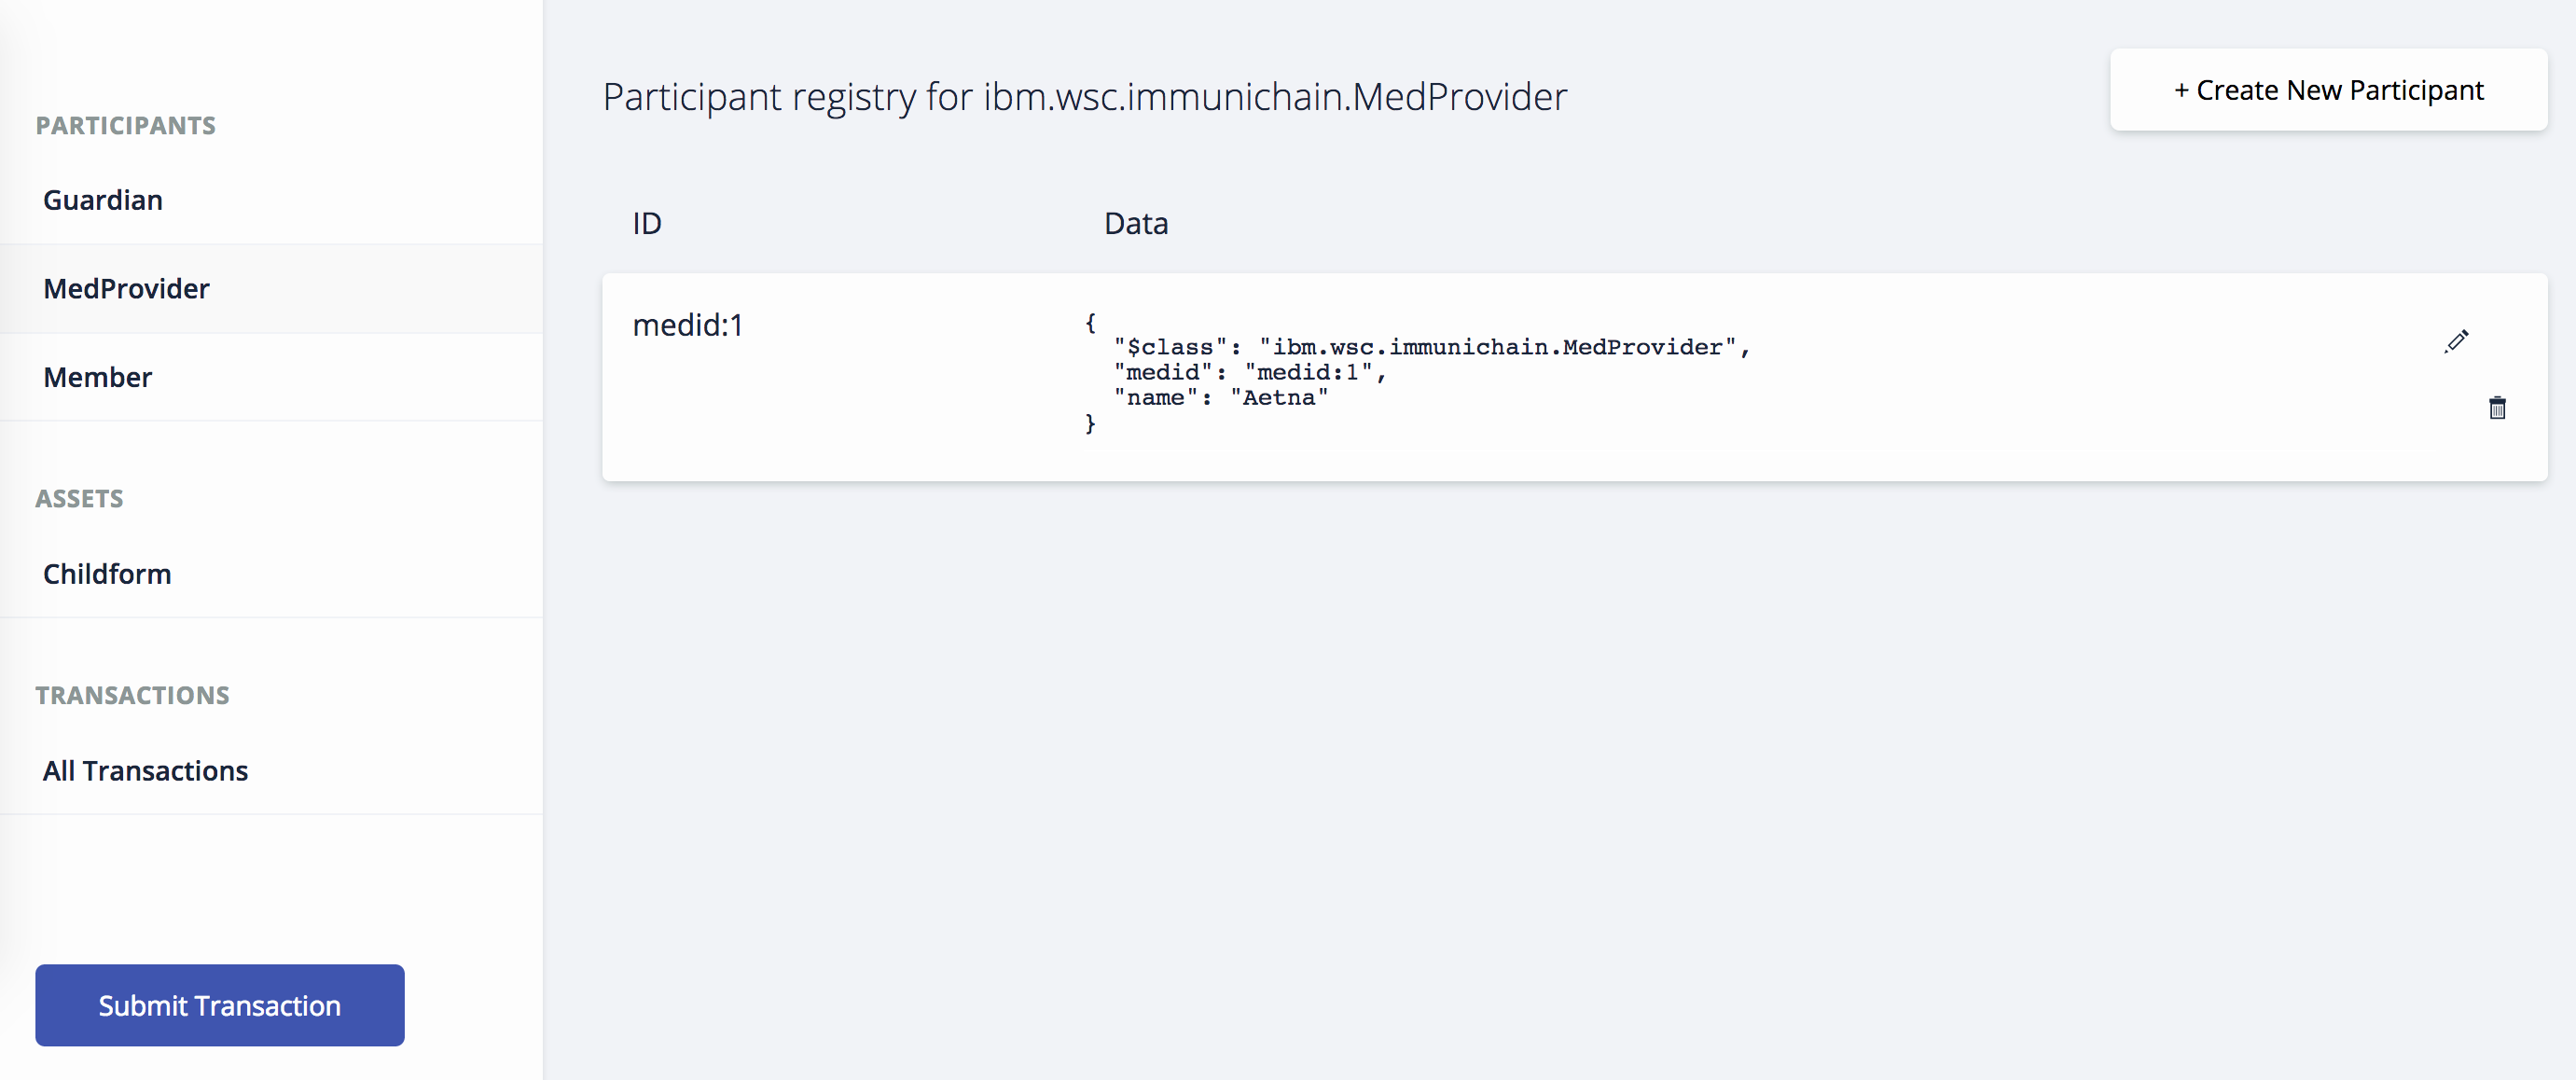 PARTICIPANTS
Guardian
MedProvider
Member
ASSETS
Childform
TRANSACTIONS
All Transactions
Submit Transaction
Participant registry for ibm.wsc.immunichain.MedProvider
+ Create New Participant
ID Data
medid:1
{
"$class": "ibm.wsc.immunichain.MedProvider",
"medid": "medid:1",
"name": "Aetna"
}